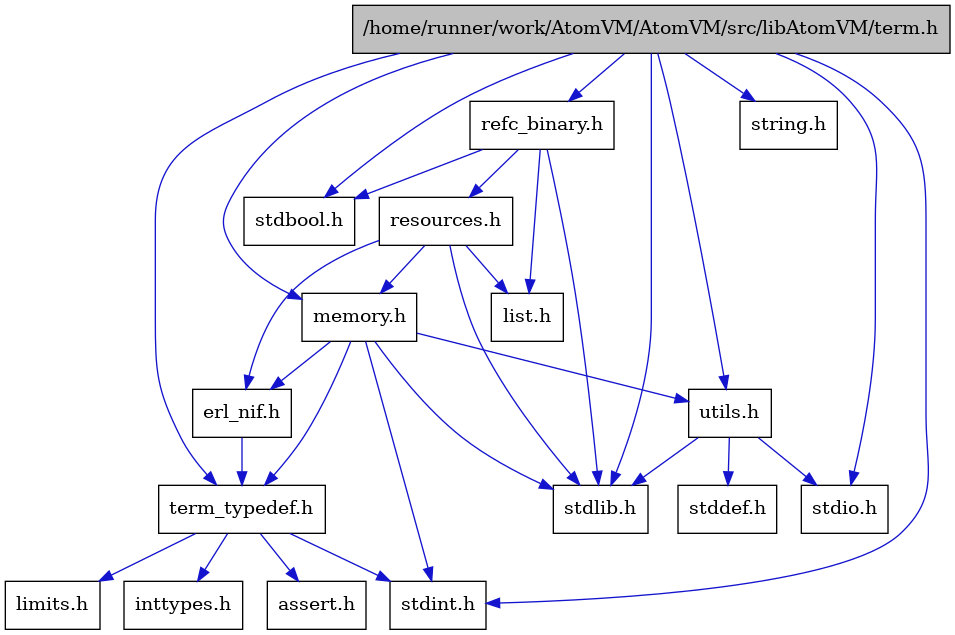 /home/runner/work/AtomVM/AtomVM/src/libAtomVM/term.h
refc_binary.h
string.h
stdbool.h
resources.h
memory.h
list.h
erl_nif.h
utils.h
term_typedef.h
stdlib.h
stddef.h
stdio.h
limits.h
inttypes.h
assert.h
stdint.h